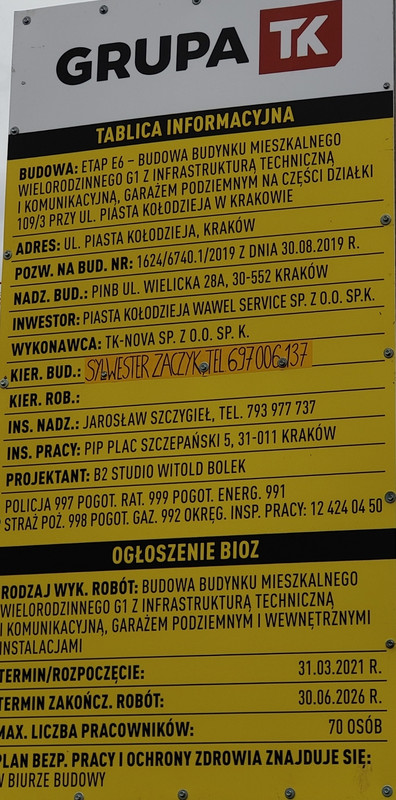 GRUPA TK
TABLICA INFORMACYJNA
BUDOWA: ETAP E6 – BUDOWA BUDYNKU MIESZKALNEGO
WIELORODZINNEGO G1 Z INFRASTRUKTURĄ TECHNICZNĄ
I KOMUNIKACYJNĄ, GARAŻEM PODZIEMNYM NA CZĘŚCI DZIAŁKI
109/3 PRZY UL. PIASTA KOŁODZIEJA W KRAKOWIE
ADRES: UL. PIASTA KOŁODZIEJA, KRAKÓW
POZW. NA BUD. NR: 1624/6740.1/2019 Z DNIA 30.08.2019 R.
NADZ. BUD.: PINB UL. WIELICKA 28A, 30-552 KRAKÓW
INWESTOR: PIASTA KOŁODZIEJA WAWEL SERVICE SP. Z O.O. SP.K.
WYKONAWCA: TK-NOVA SP. Z O.O. SP. K.
KIER. BUD.: SYLWESTER ZACZYK, TEL 697 006 137
KIER. ROB.:
INS. NADZ.: JAROSŁAW SZCZYGIEŁ, TEL. 793 977 737
INS. PRACY: PIP PLAC SZCZEPAŃSKI 5, 31-011 KRAKÓW
PROJEKTANT: B2 STUDIO WITOLD BOLEK
POLICJA 997 POGOT. RAT. 999 POGOT. ENERG. 991
STRAŻ POŻ. 998 POGOT. GAZ. 992 OKRĘG. INSP. PRACY: 12 424 04 50
OGŁOSZENIE BIOZ
RODZAJ WYK. ROBÓT: BUDOWA BUDYNKU MIESZKALNEGO
WIELORODZINNEGO G1 Z INFRASTRUKTURĄ TECHNICZNĄ
I KOMUNIKACYJNĄ, GARAŻEM PODZIEMNYM I WEWNĘTRZNYMI
INSTALACJAMI
TERMIN/ROZPOCZĘCIE: 31.03.2021 R.
TERMIN ZAKOŃCZ. ROBÓT: 30.06.2026 R.
MAX. LICZBA PRACOWNIKÓW: 70 OSÓB
PLAN BEZP. PRACY I OCHRONY ZDROWIA ZNAJDUJE SIĘ:
W BIURZE BUDOWY